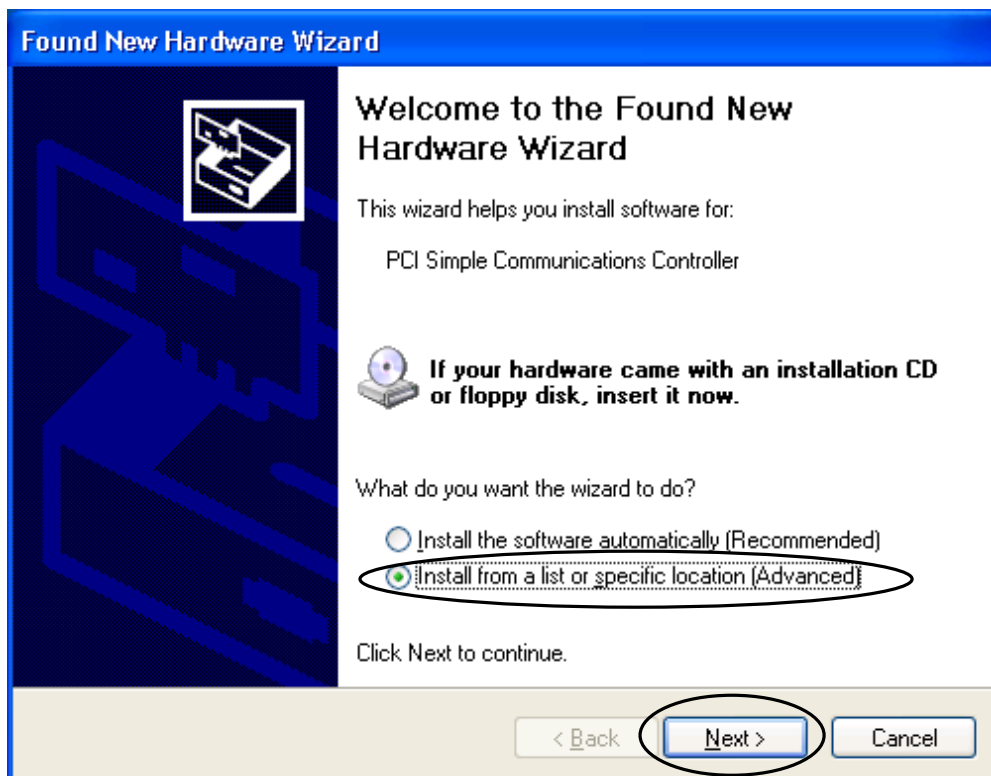 Found New Hardware Wizard
Welcome to the Found New
Hardware Wizard
This wizard helps you install software for:
PCI Simple Communications Controller
If your hardware came with an installation CD
or floppy disk, insert it now.
What do you want the wizard to do?
Install the software automatically (Recommended)
Install from a list or specific location (Advanced)
Click Next to continue.
< Back Next > Cancel